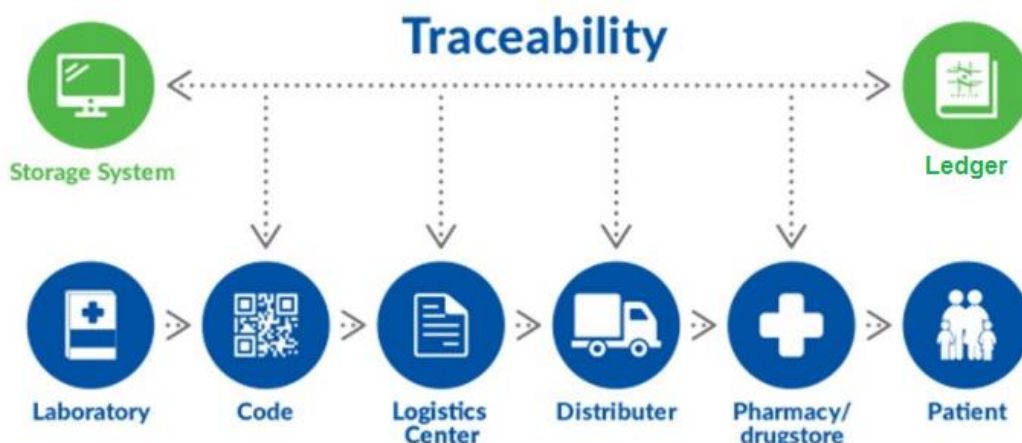 Traceability
Storage System
Ledger
Laboratory
Code
Logistics
Center
Distributer
Pharmacy/
drugstore
Patient